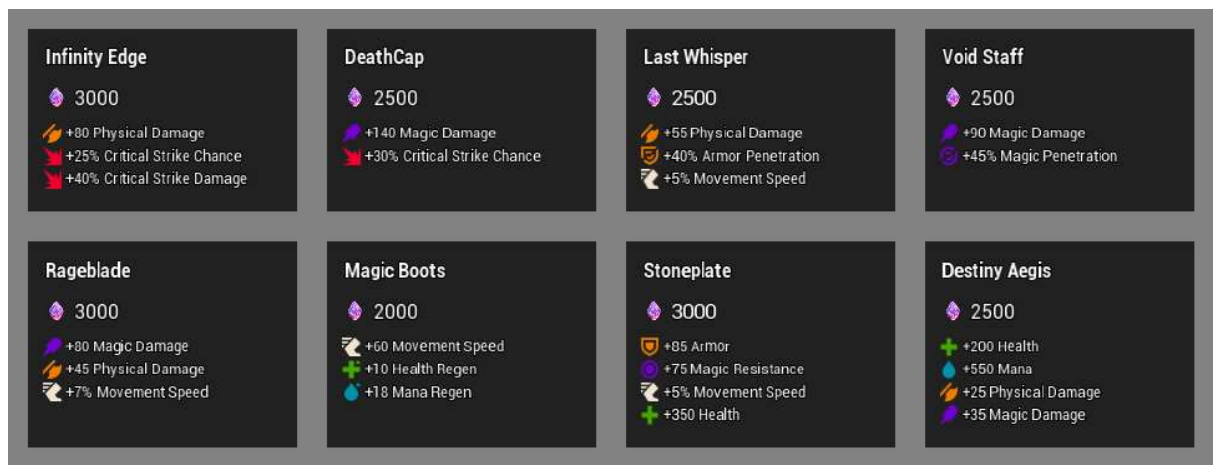 Infinity Edge
3000
+80 Physical Damage
+25% Critical Strike Chance
+40% Critical Strike Damage
DeathCap
2500
+140 Magic Damage
+30% Critical Strike Chance
Last Whisper
2500
+55 Physical Damage
+40% Armor Penetration
+5% Movement Speed
Void Staff
2500
+90 Magic Damage
+45% Magic Penetration
Rageblade
3000
+80 Magic Damage
+45 Physical Damage
+7% Movement Speed
Magic Boots
2000
+60 Movement Speed
+10 Health Regen
+18 Mana Regen
Stoneplate
3000
+85 Armor
+75 Magic Resistance
+5% Movement Speed
+350 Health
Destiny Aegis
2500
+200 Health
+550 Mana
+25 Physical Damage
+35 Magic Damage